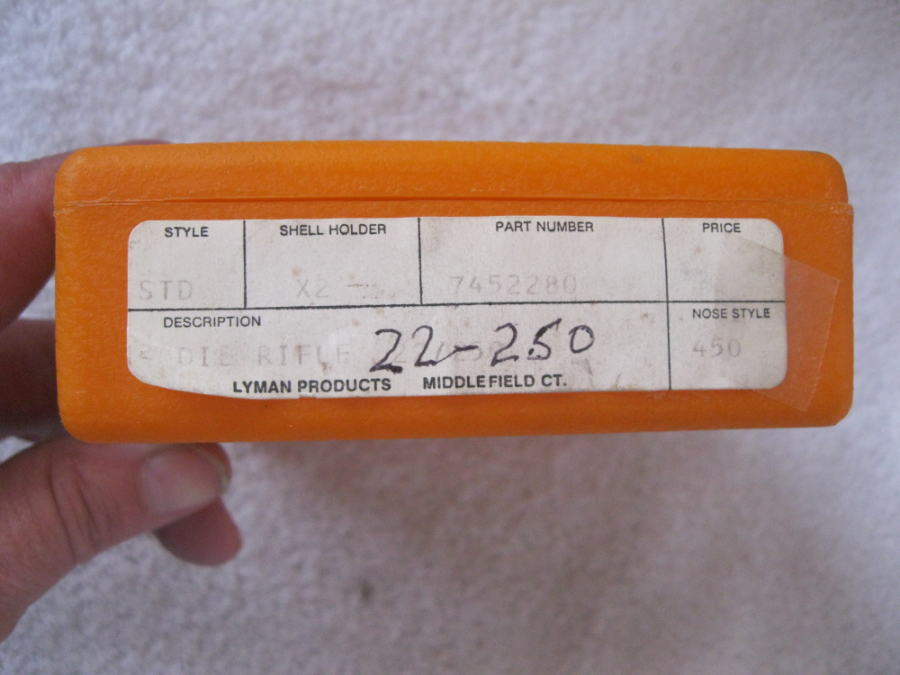 STYLE SHELL HOLDER PART NUMBER PRICE
STD X2 7452280
DESCRIPTION NOSE STYLE
2 DIE RIFLE 22-250 450
LYMAN PRODUCTS MIDDLEFIELD CT.